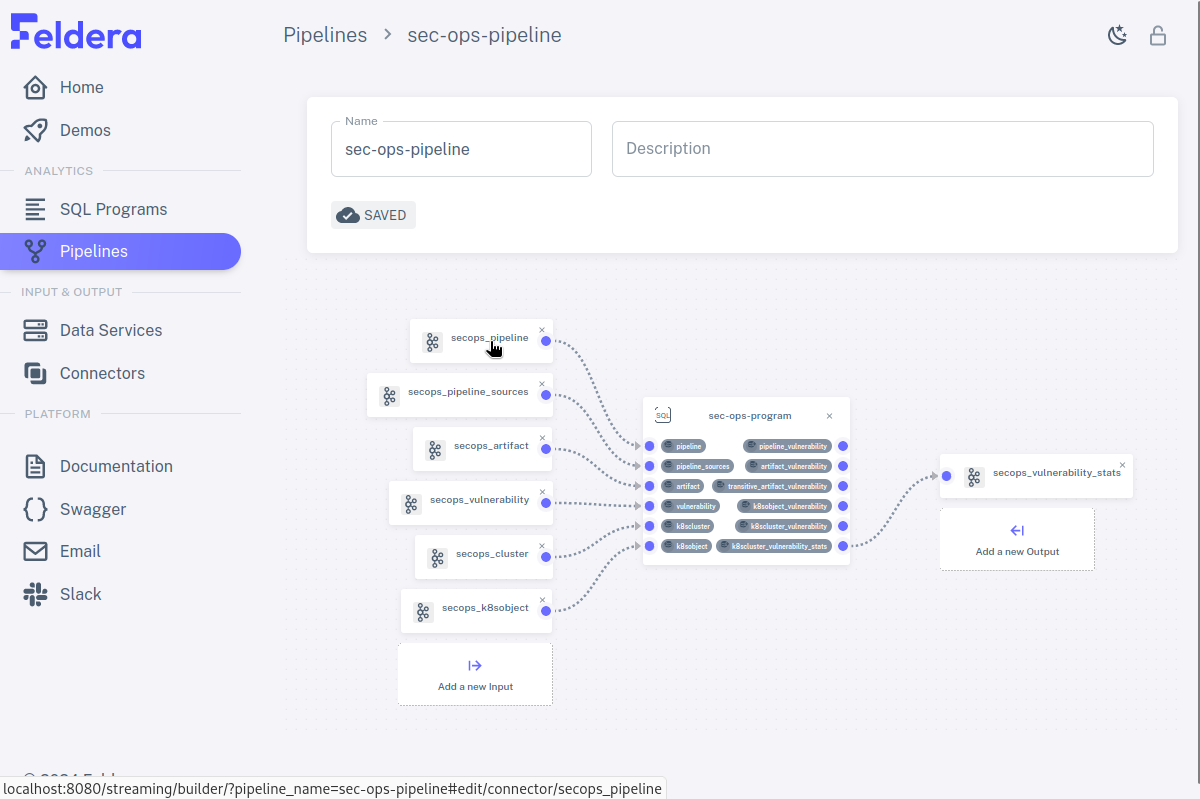 Feldera
Home
Demos
ANALYTICS
SQL Programs
Pipelines
INPUT & OUTPUT
Data Services
Connectors
PLATFORM
Documentation
Swagger
Email
Slack
Pipelines > sec-ops-pipeline
Name
sec-ops-pipeline
Description
SAVED
secops_pipeline
secops_pipeline_sources
secops_artifact
secops_vulnerability
secops_cluster
secops_k8sobject
Add a new Input
SQL
sec-ops-program
pipeline
pipeline_vulnerability
pipeline_sources
artifact_vulnerability
artifact
transitive_artifact_vulnerability
vulnerability
k8sobject_vulnerability
k8scluster
k8scluster_vulnerability
k8sobject
k8scluster_vulnerability_stats
secops_vulnerability_stats
Add a new Output
localhost:8080/streaming/builder/?pipeline_name=sec-ops-pipeline#edit/connector/secops_pipeline